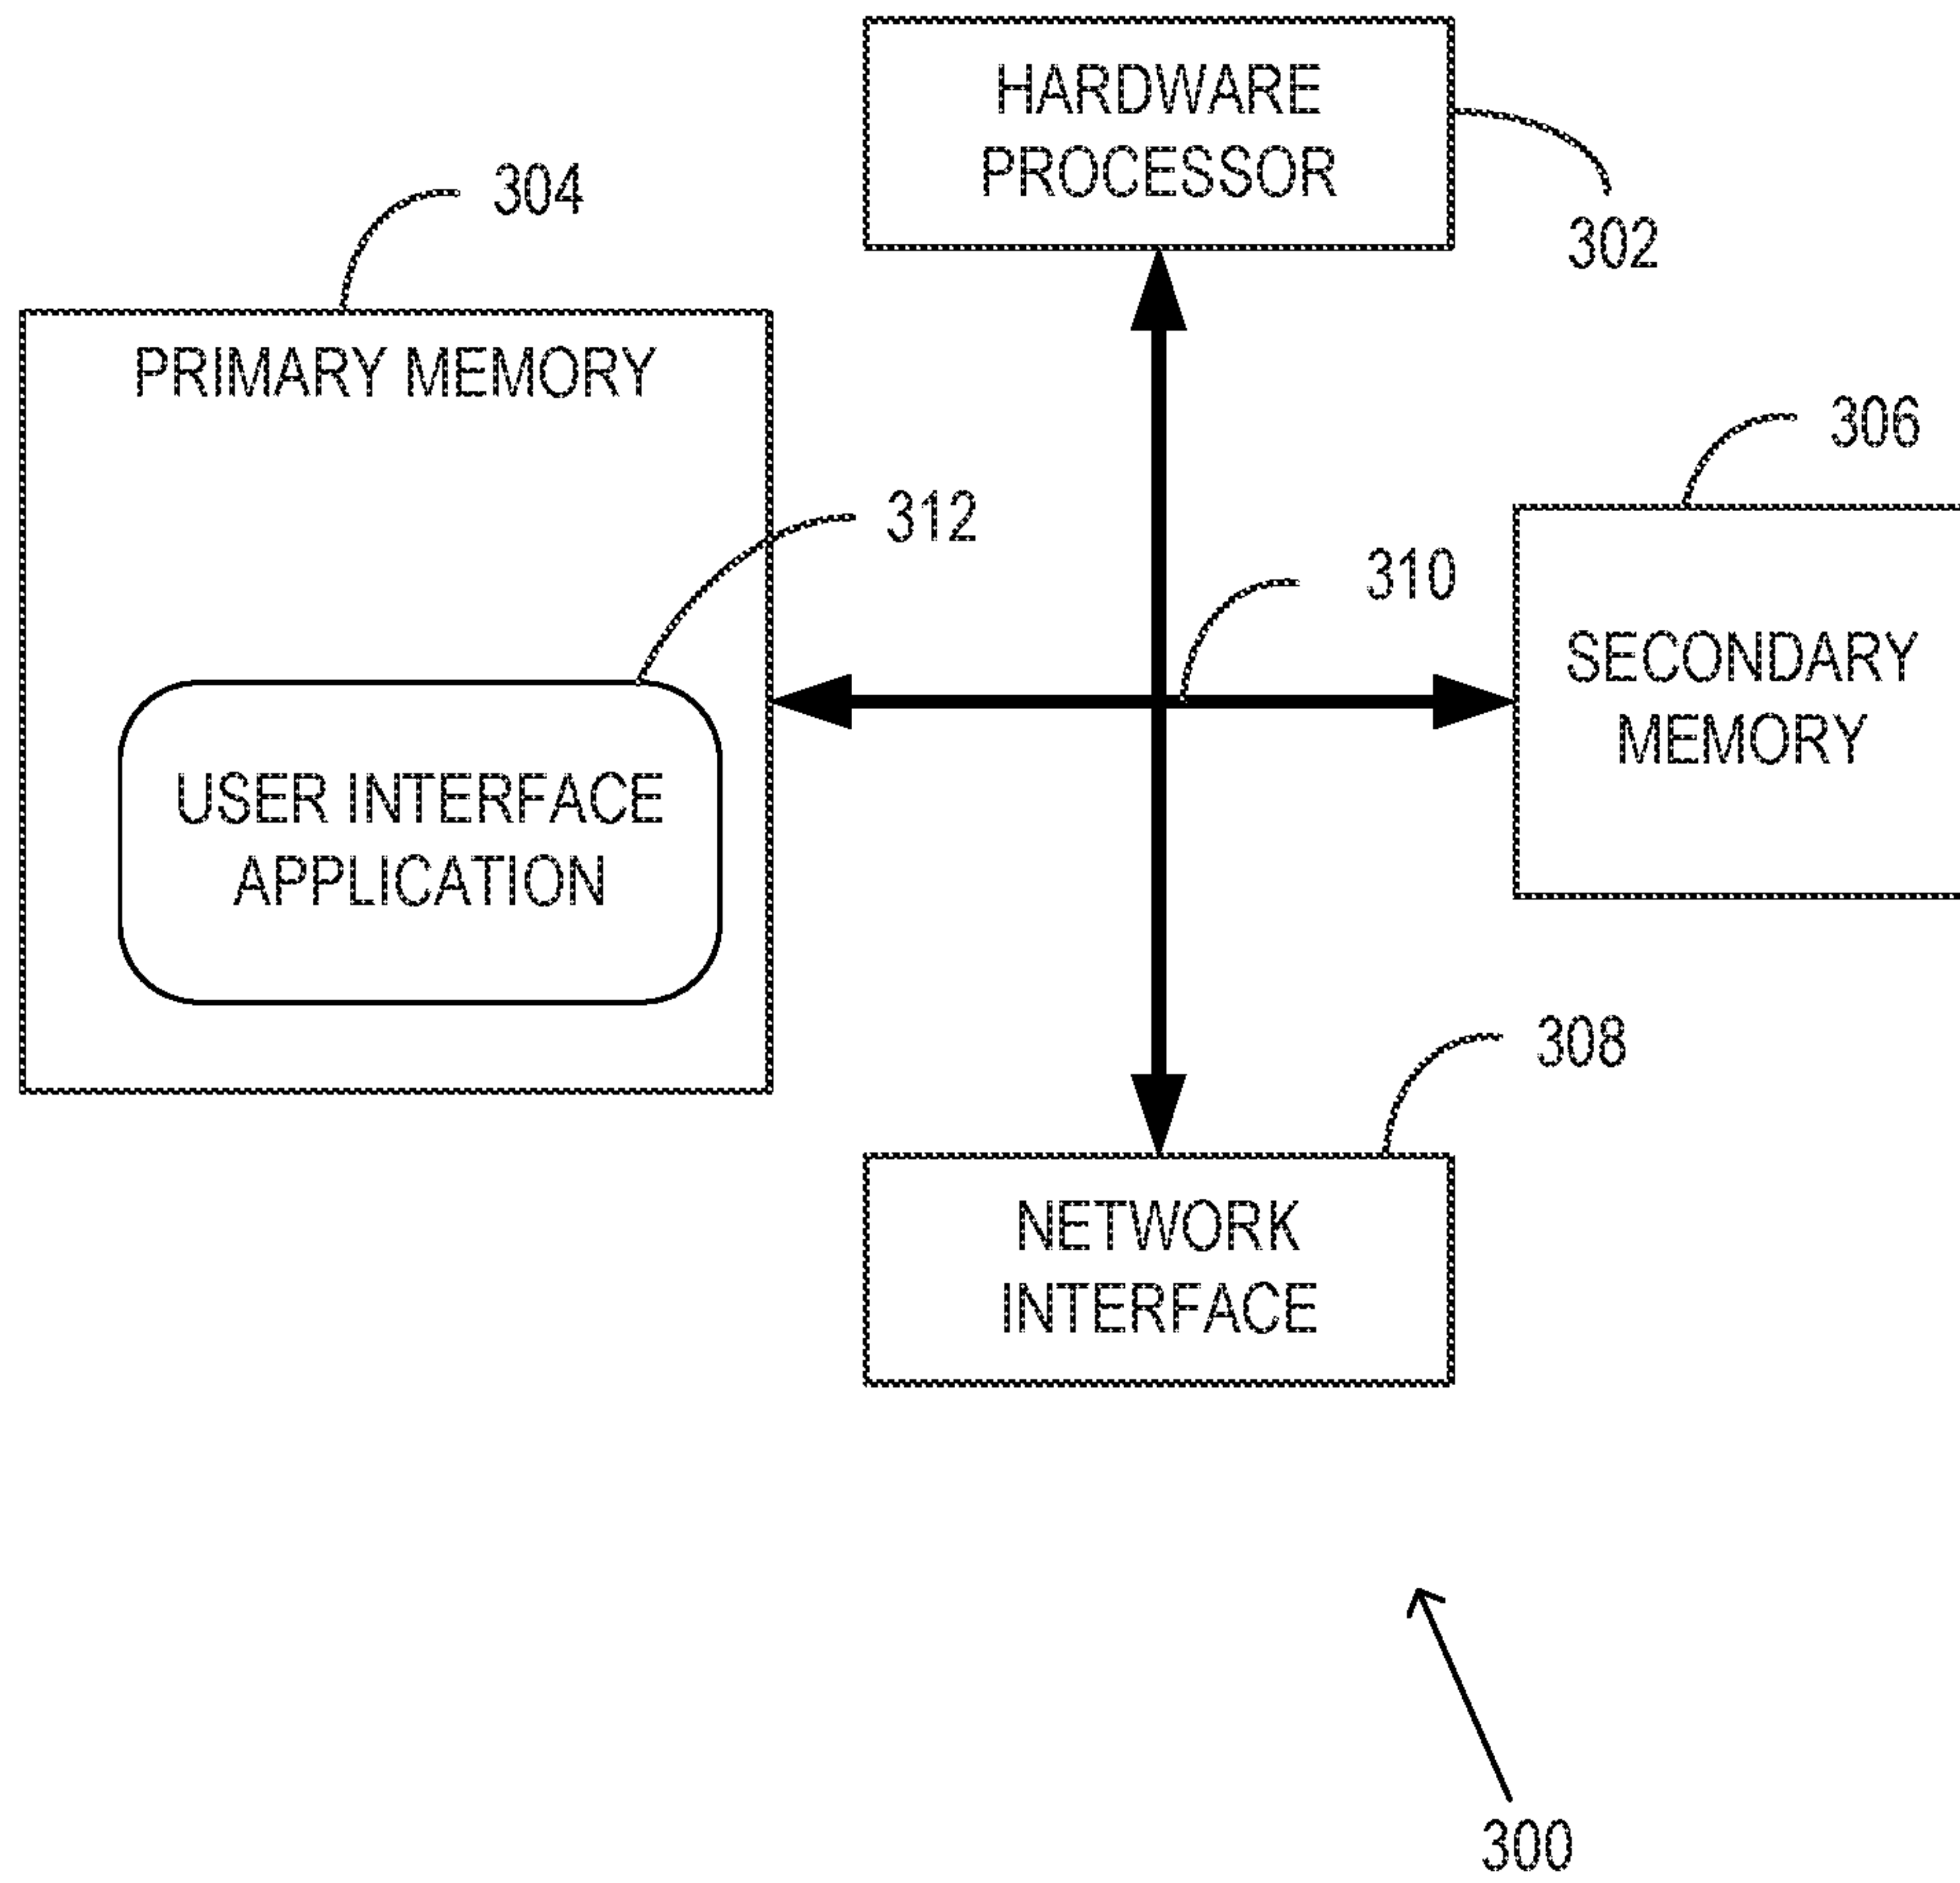 HARDWARE
PROCESSOR
302
304
PRIMARY MEMORY
306
312
310
SECONDARY
MEMORY
USER INTERFACE
APPLICATION
308
NETWORK
INTERFACE
300